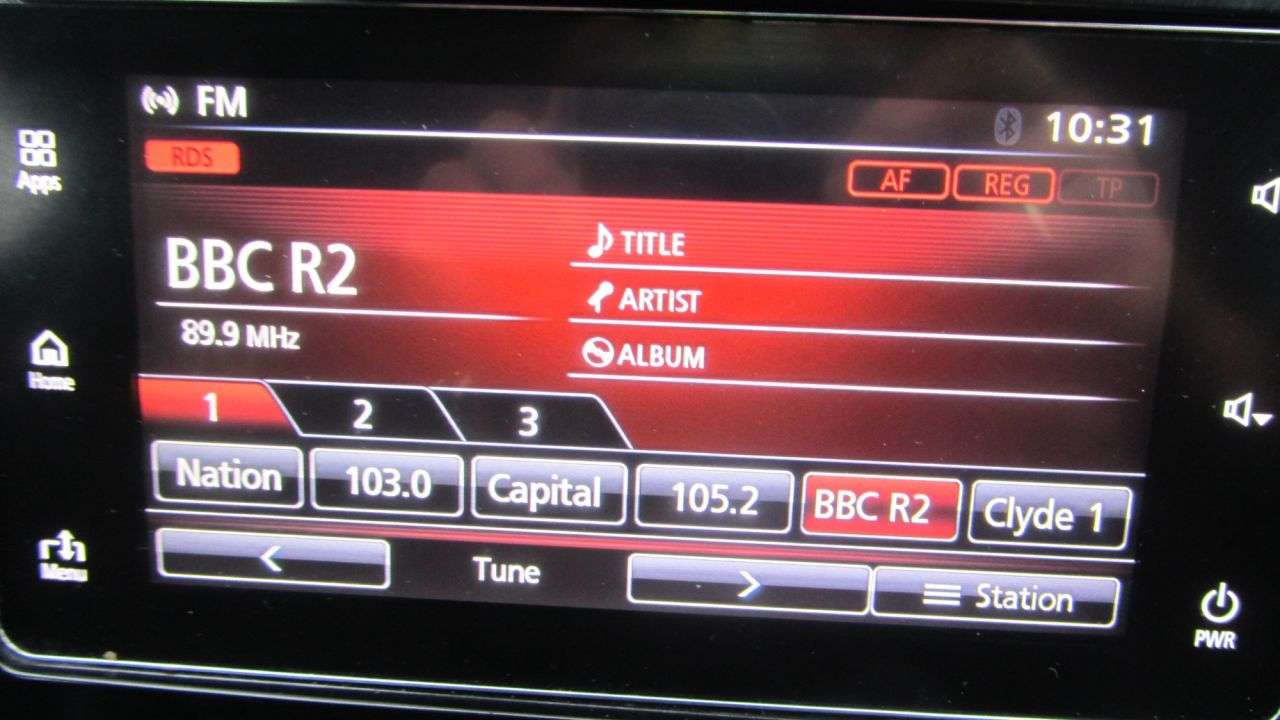 FM
10:31
RDS
AF REG TP
Apps
BBC R2
TITLE
ARTIST
89.9 MHz
ALBUM
Home
1 2 3
Nation 103.0 Capital 105.2 BBC R2 Clyde 1
< Tune > Station
Menu
PWR